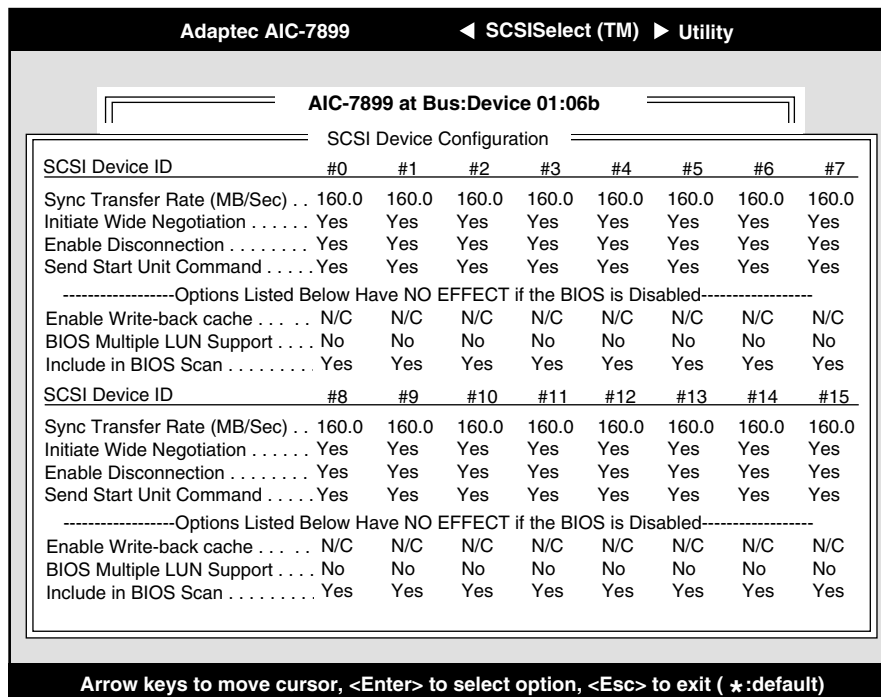 Adaptec AIC-7899 ◄ SCSISelect (TM) ► Utility
AIC-7899 at Bus:Device 01:06b
SCSI Device Configuration
SCSI Device ID #0 #1 #2 #3 #4 #5 #6 #7
Sync Transfer Rate (MB/Sec) . . 160.0 160.0 160.0 160.0 160.0 160.0 160.0 160.0
Initiate Wide Negotiation . . . . . . Yes Yes Yes Yes Yes Yes Yes Yes
Enable Disconnection . . . . . . . . Yes Yes Yes Yes Yes Yes Yes Yes
Send Start Unit Command . . . . . Yes Yes Yes Yes Yes Yes Yes Yes
------------------Options Listed Below Have NO EFFECT if the BIOS is Disabled------------------
Enable Write-back cache . . . . . N/C N/C N/C N/C N/C N/C N/C N/C
BIOS Multiple LUN Support . . . . No No No No No No No No
Include in BIOS Scan . . . . . . . . . Yes Yes Yes Yes Yes Yes Yes Yes
SCSI Device ID #8 #9 #10 #11 #12 #13 #14 #15
Sync Transfer Rate (MB/Sec) . . 160.0 160.0 160.0 160.0 160.0 160.0 160.0 160.0
Initiate Wide Negotiation . . . . . . Yes Yes Yes Yes Yes Yes Yes Yes
Enable Disconnection . . . . . . . . Yes Yes Yes Yes Yes Yes Yes Yes
Send Start Unit Command . . . . . Yes Yes Yes Yes Yes Yes Yes Yes
------------------Options Listed Below Have NO EFFECT if the BIOS is Disabled------------------
Enable Write-back cache . . . . . N/C N/C N/C N/C N/C N/C N/C N/C
BIOS Multiple LUN Support . . . . No No No No No No No No
Include in BIOS Scan . . . . . . . . . Yes Yes Yes Yes Yes Yes Yes Yes
Arrow keys to move cursor, <Enter> to select option, <Esc> to exit ( *:default)